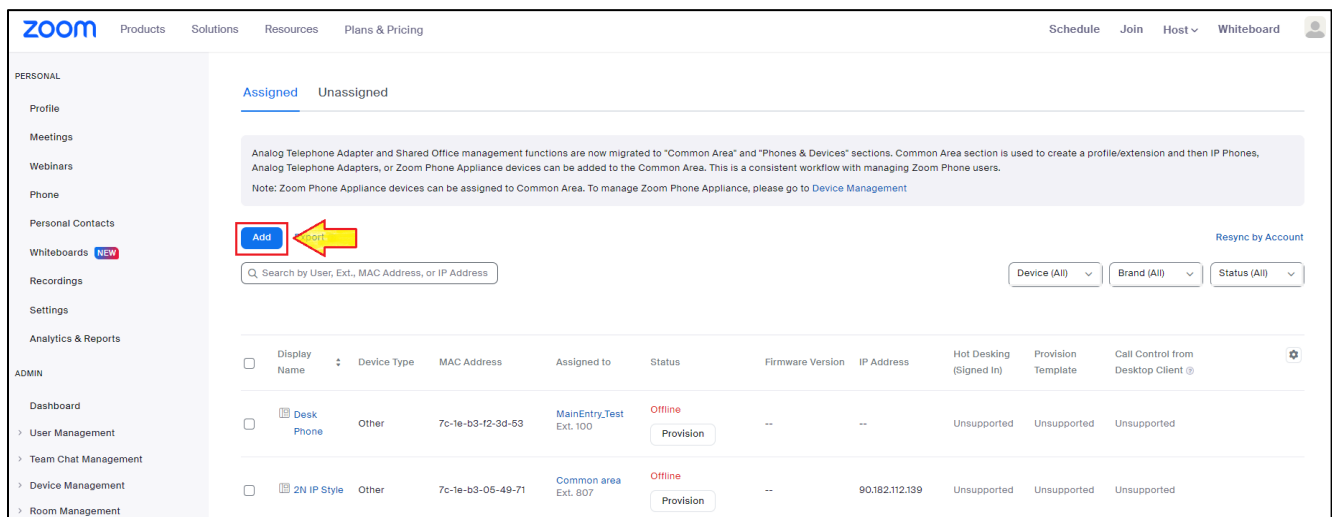 zoom Products Solutions Resources Plans & Pricing Schedule Join Host Whiteboard
PERSONAL
Profile
Meetings
Webinars
Phone
Personal Contacts
Whiteboards NEW
Recordings
Settings
Analytics & Reports
ADMIN
Dashboard
User Management
Team Chat Management
Device Management
Room Management
Assigned Unassigned
Analog Telephone Adapter and Shared Office management functions are now migrated to "Common Area" and "Phones & Devices" sections. Common Area section is used to create a profile/extension and then IP Phones,
Analog Telephone Adapters, or Zoom Phone Appliance devices can be added to the Common Area. This is a consistent workflow with managing Zoom Phone users.
Note: Zoom Phone Appliance devices can be assigned to Common Area. To manage Zoom Phone Appliance, please go to Device Management
Add Export Resync by Account
Search by User, Ext., MAC Address, or IP Address Device (All) Brand (All) Status (All)
Display Name Device Type MAC Address Assigned to Status Firmware Version IP Address Hot Desking (Signed In) Provision Template Call Control from Desktop Client
Desk Phone Other 7c-1e-b3-f2-3d-53 MainEntry_Test Ext. 100 Offline Provision -- -- Unsupported Unsupported Unsupported
2N IP Style Other 7c-1e-b3-05-49-71 Common area Ext. 807 Offline Provision -- 90.182.112.139 Unsupported Unsupported Unsupported